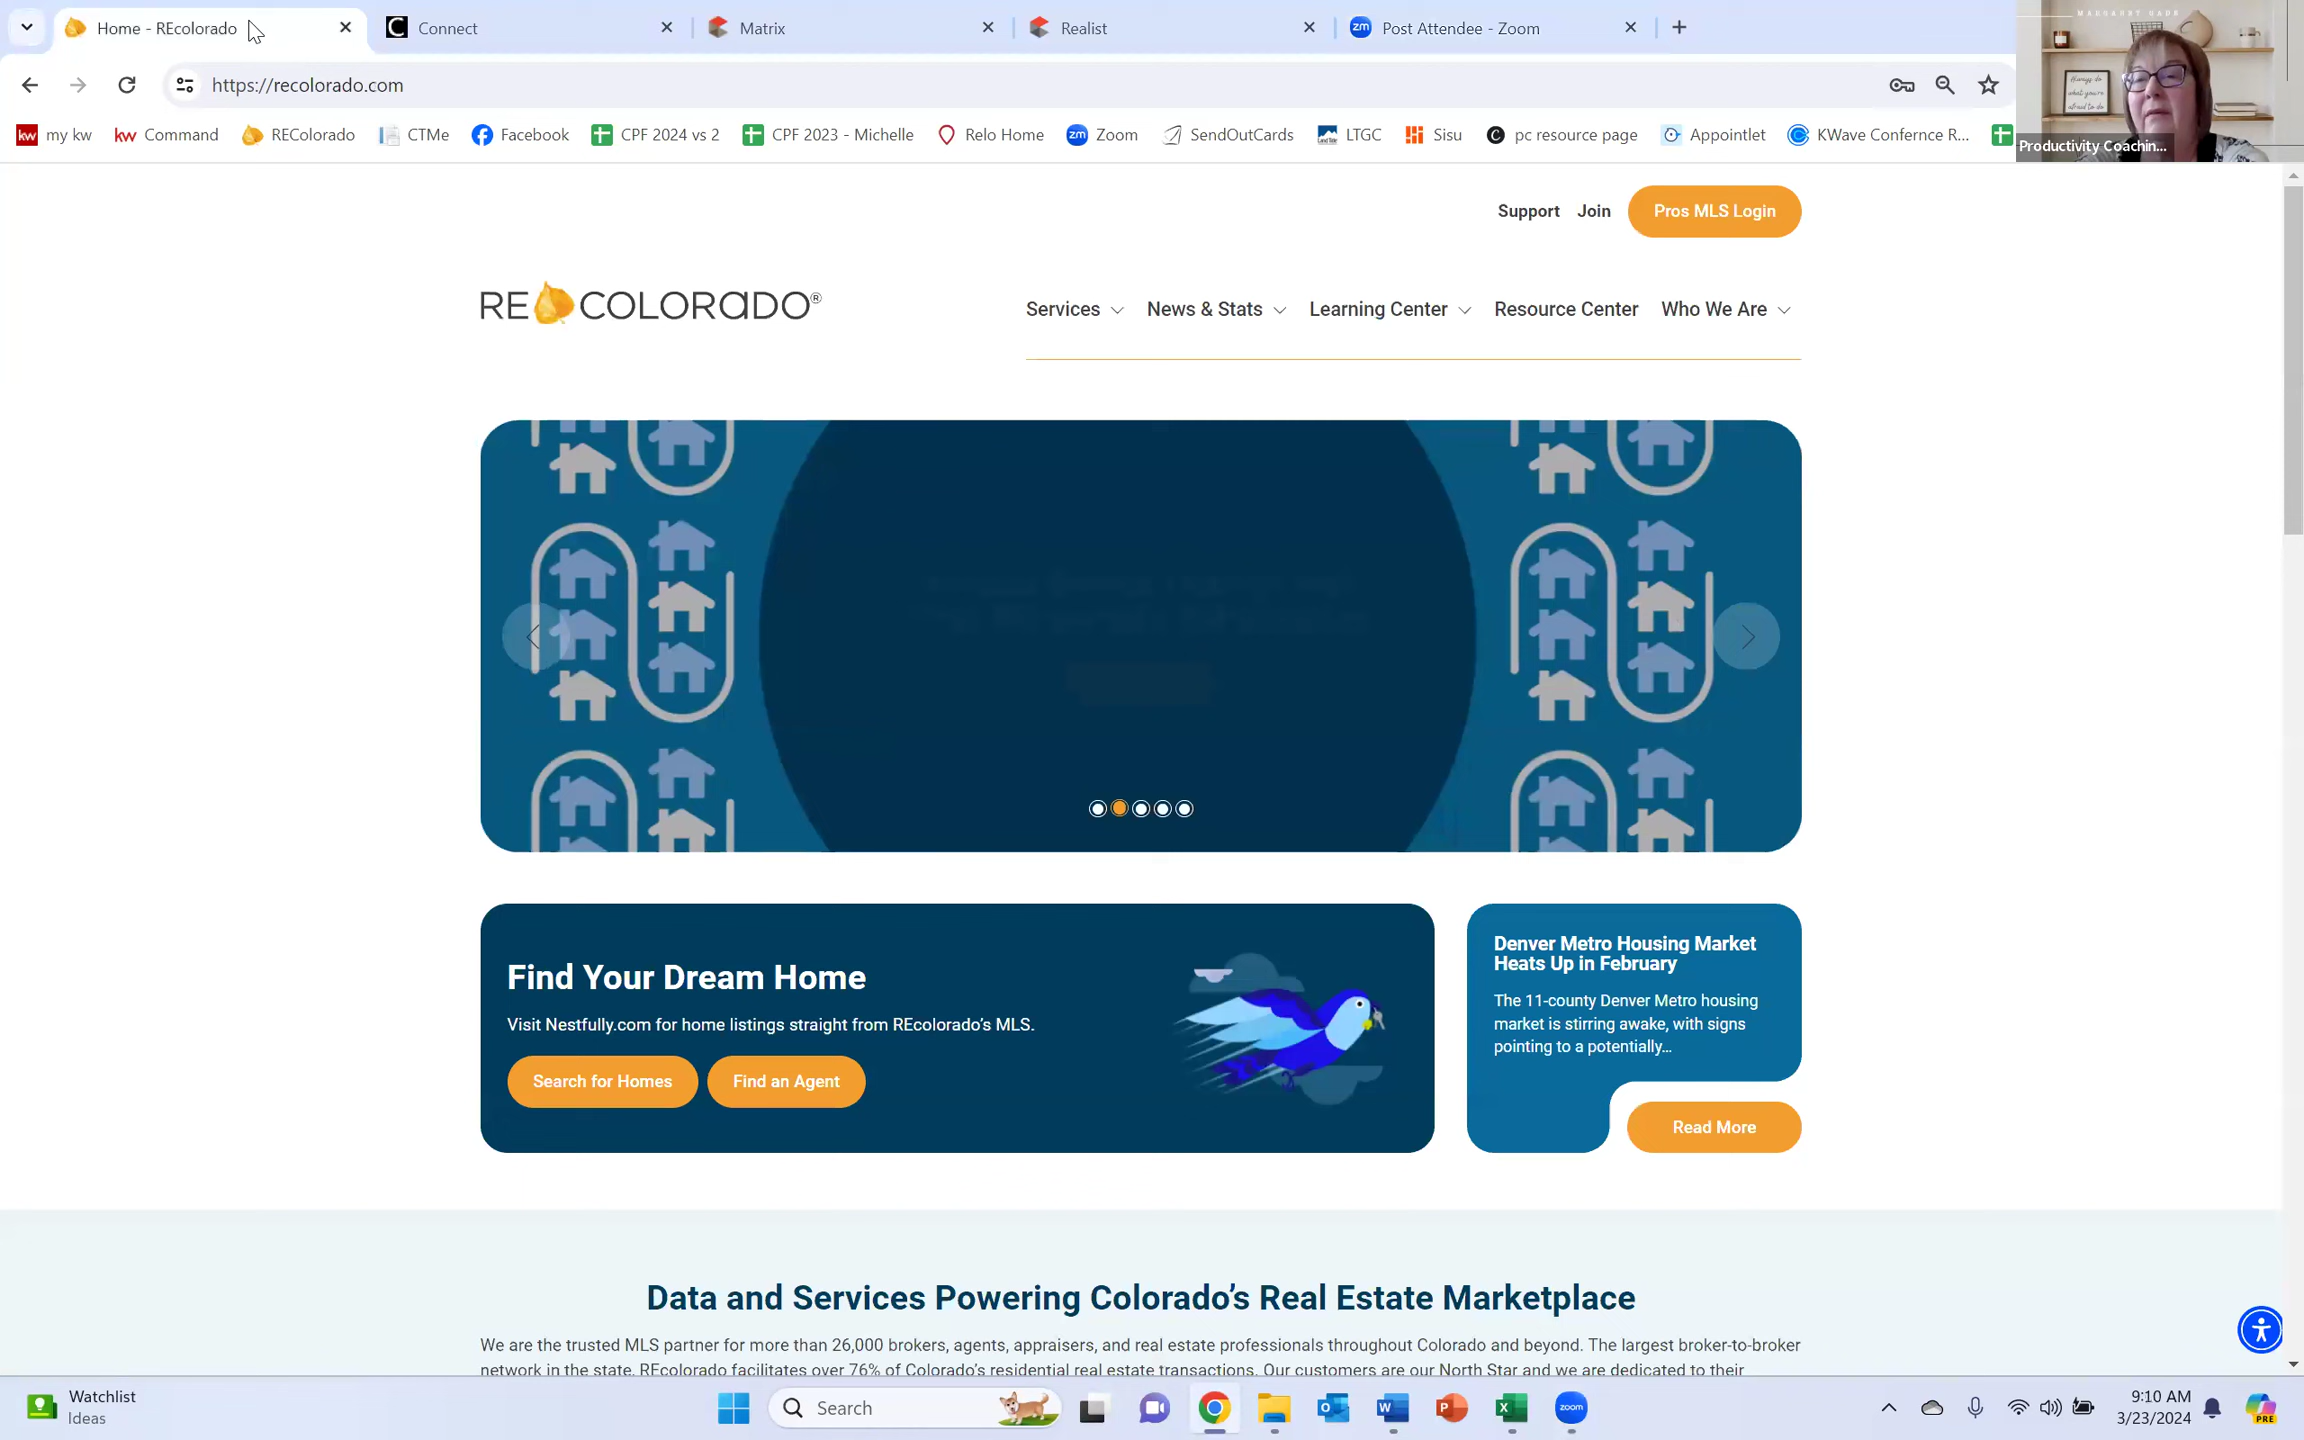 Home - REcolorado
Connect
Matrix
Realist
Post Attendee - Zoom
https://recolorado.com
my kw
Command
REColorado
CTMe
Facebook
CPF 2024 vs 2
CPF 2023 - Michelle
Relo Home
Zoom
SendOutCards
LTGC
Sisu
pc resource page
Appointlet
KWave Confernce R...
Productivity Coachin...
Support Join Pros MLS Login
RECOLORADO®
Services News & Stats Learning Center Resource Center Who We Are
Find Your Dream Home
Visit Nestfully.com for home listings straight from REcolorado’s MLS.
Search for Homes Find an Agent
Denver Metro Housing Market
Heats Up in February
The 11-county Denver Metro housing
market is stirring awake, with signs
pointing to a potentially...
Read More
Data and Services Powering Colorado’s Real Estate Marketplace
We are the trusted MLS partner for more than 26,000 brokers, agents, appraisers, and real estate professionals throughout Colorado and beyond. The largest broker-to-broker
network in the state, REcolorado facilitates over 76% of Colorado’s residential real estate transactions. Our customers are our North Star and we are dedicated to their
Watchlist
Ideas
Search
zoom
9:10 AM
3/23/2024
PRE